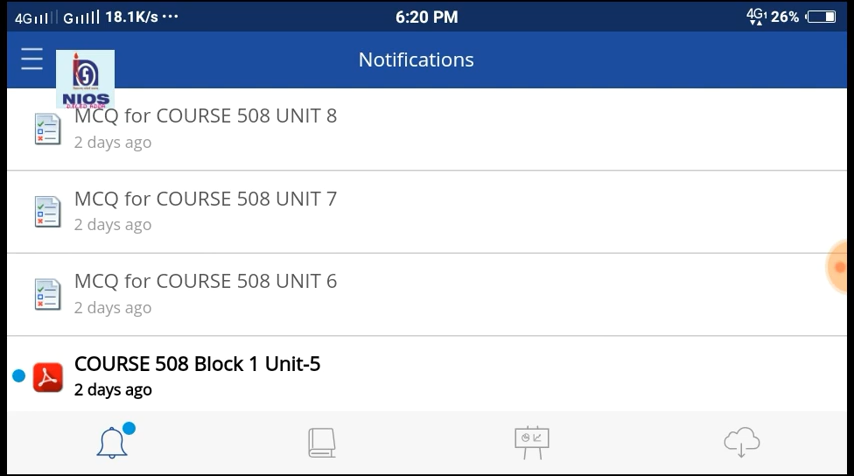 4G G 18.1K/s ••• 6:20 PM 4G1 26%
Notifications
NIOS
MCQ for COURSE 508 UNIT 8
2 days ago
MCQ for COURSE 508 UNIT 7
2 days ago
MCQ for COURSE 508 UNIT 6
2 days ago
COURSE 508 Block 1 Unit-5
2 days ago